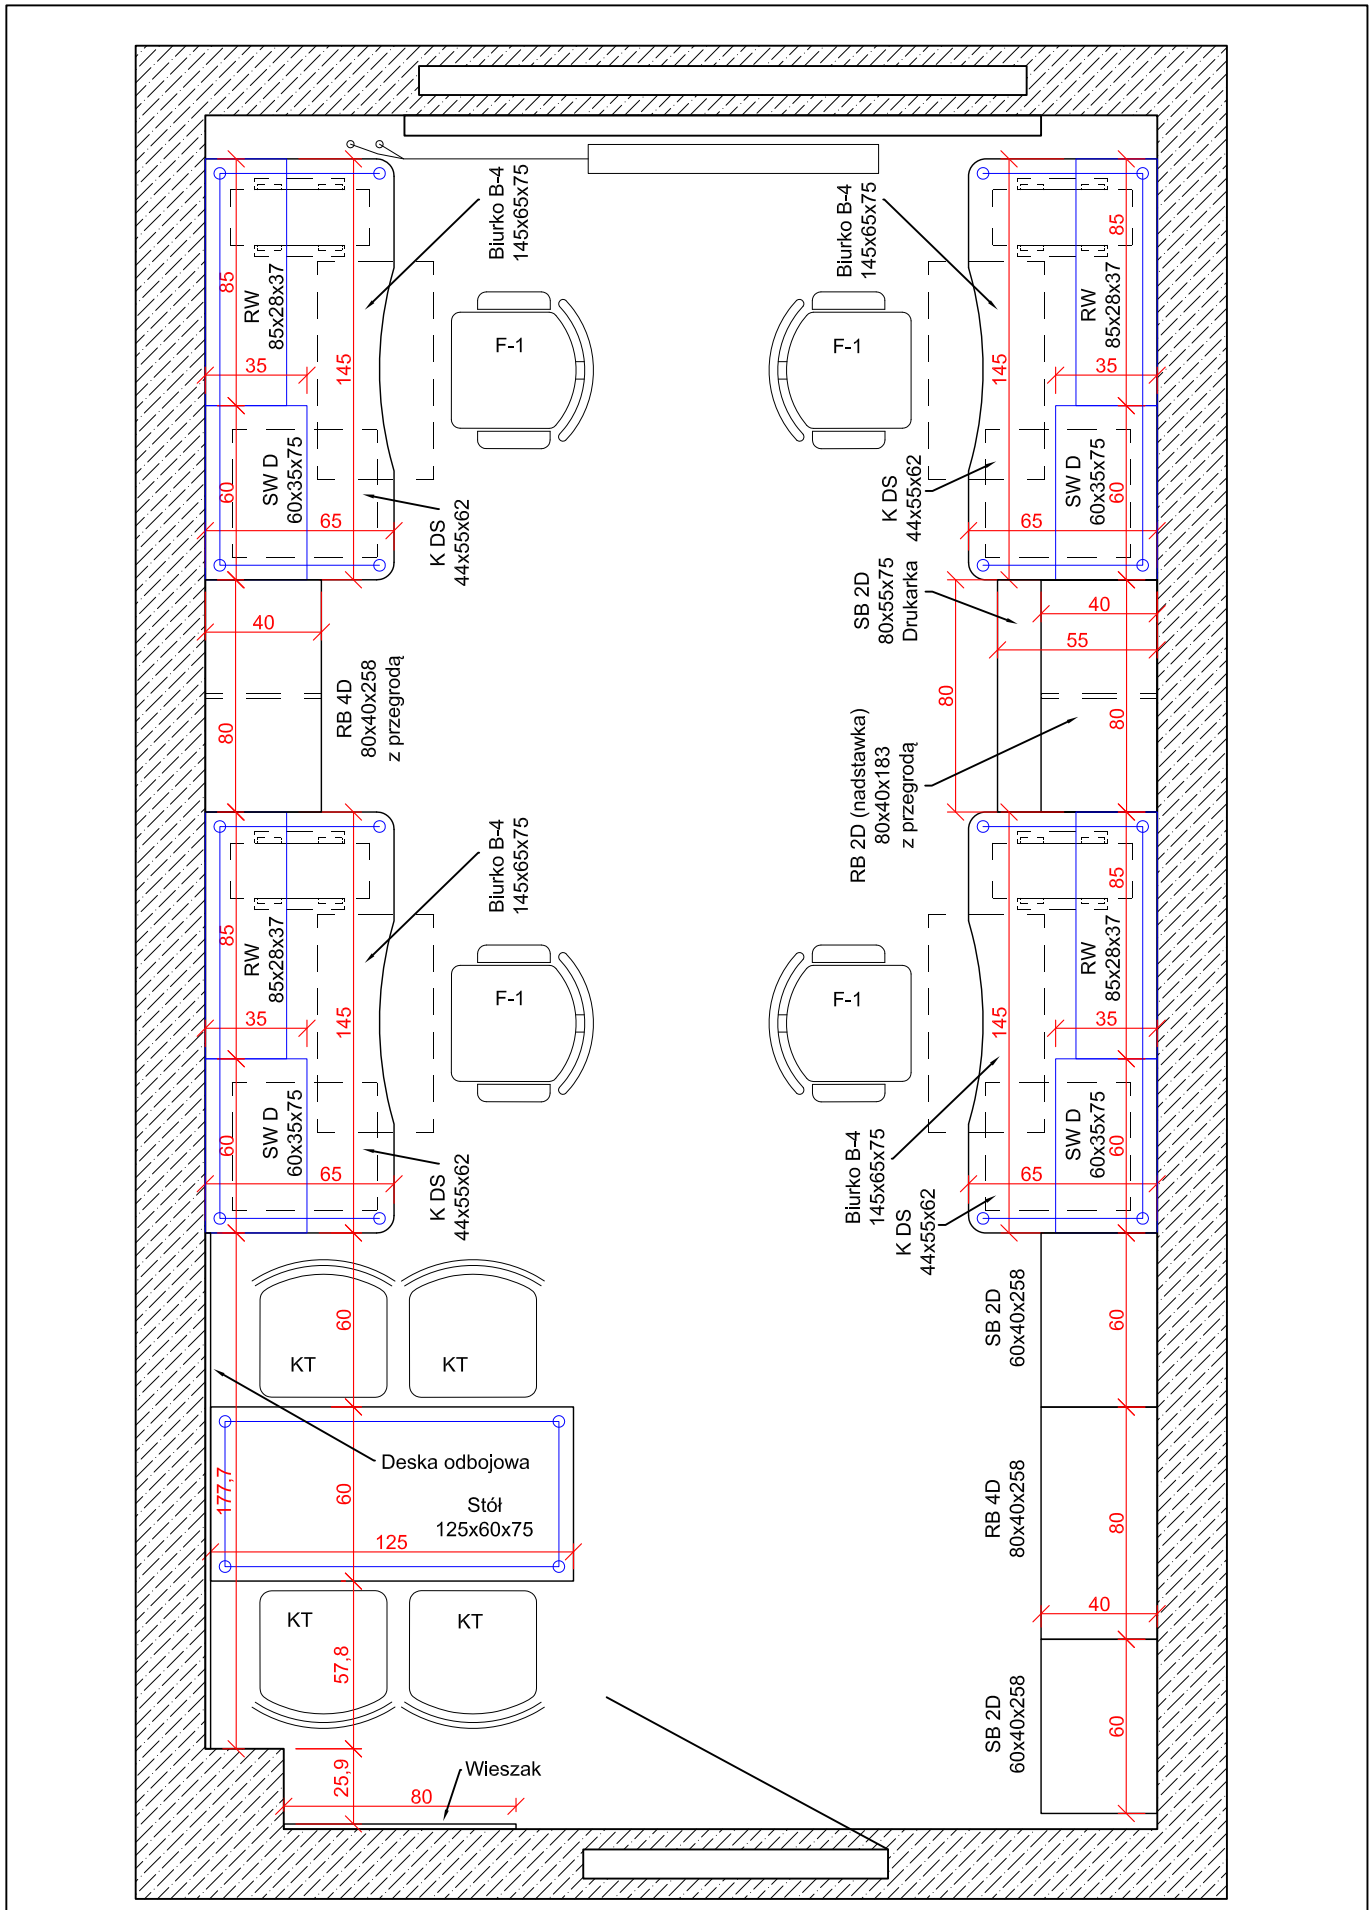 Biurko B-4
145x65x75
Biurko B-4
145x65x75
85
RW
85x28x37
35
145
F-1
F-1
145
85
RW
85x28x37
35
60
SW D
60x35x75
65
K DS
44x55x62
K DS
44x55x62
65
SW D
60x35x75
60
40
80
RB 4D
80x40x258
z przegrodą
SB 2D
80x55x75
Drukarka
40
55
80
80
RB 2D (nadstawka)
80x40x183
z przegrodą
Biurko B-4
145x65x75
85
RW
85x28x37
35
145
F-1
F-1
145
85
RW
85x28x37
35
60
SW D
60x35x75
65
K DS
44x55x62
Biurko B-4
145x65x75
K DS
44x55x62
65
SW D
60x35x75
60
60
KT
KT
SB 2D
60x40x258
60
Deska odbojowa
177,7
60
Stół
125x60x75
125
RB 4D
80x40x258
80
40
KT
KT
57,8
SB 2D
60x40x258
60
25,9
80
Wieszak